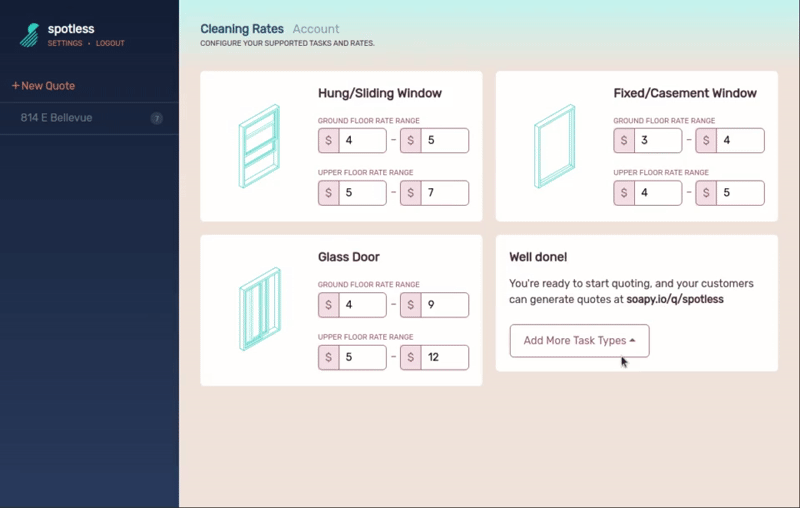 spotless
SETTINGS • LOGOUT
+ New Quote
814 E Bellevue 7
Cleaning Rates Account
CONFIGURE YOUR SUPPORTED TASKS AND RATES.
Hung/Sliding Window
GROUND FLOOR RATE RANGE
$ 4 – $ 5
UPPER FLOOR RATE RANGE
$ 5 – $ 7
Fixed/Casement Window
GROUND FLOOR RATE RANGE
$ 3 – $ 4
UPPER FLOOR RATE RANGE
$ 4 – $ 5
Glass Door
GROUND FLOOR RATE RANGE
$ 4 – $ 9
UPPER FLOOR RATE RANGE
$ 5 – $ 12
Well done!
You're ready to start quoting, and your customers
can generate quotes at soapy.io/q/spotless
Add More Task Types